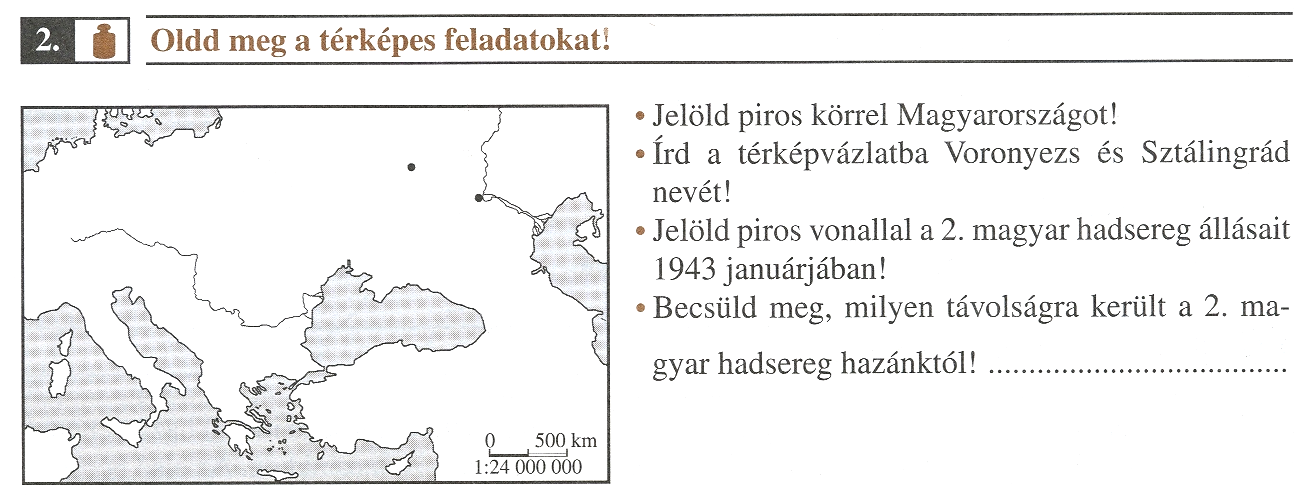 2. Oldd meg a térképes feladatokat!
• Jelöld piros körrel Magyarországot!
• Írd a térképvázlatba Voronyezs és Sztálingrád
nevét!
• Jelöld piros vonallal a 2. magyar hadsereg állásait
1943 januárjában!
• Becsüld meg, milyen távolságra került a 2. ma-
gyar hadsereg hazánktól! .....................................
0 500 km
1:24 000 000